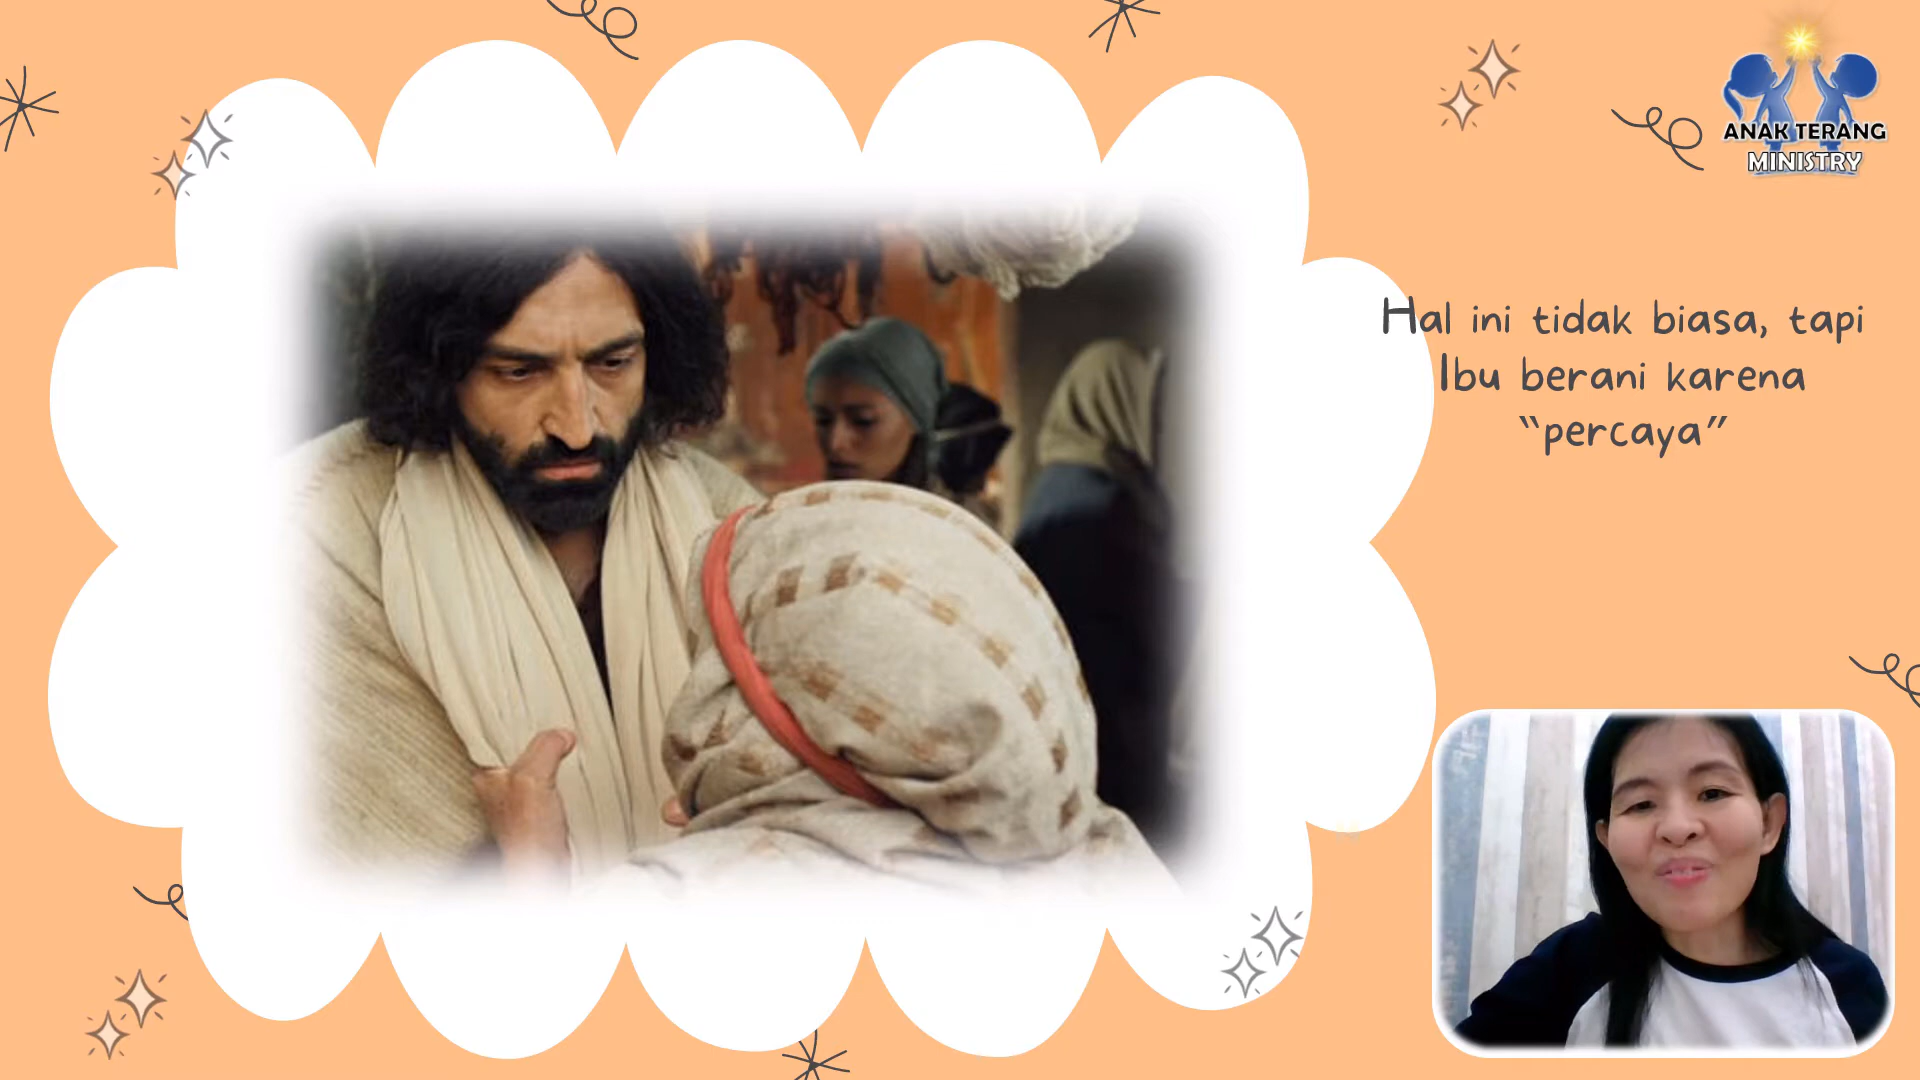 ANAK TERANG
MINISTRY
Hal ini tidak biasa, tapi
Ibu berani karena
“percaya”